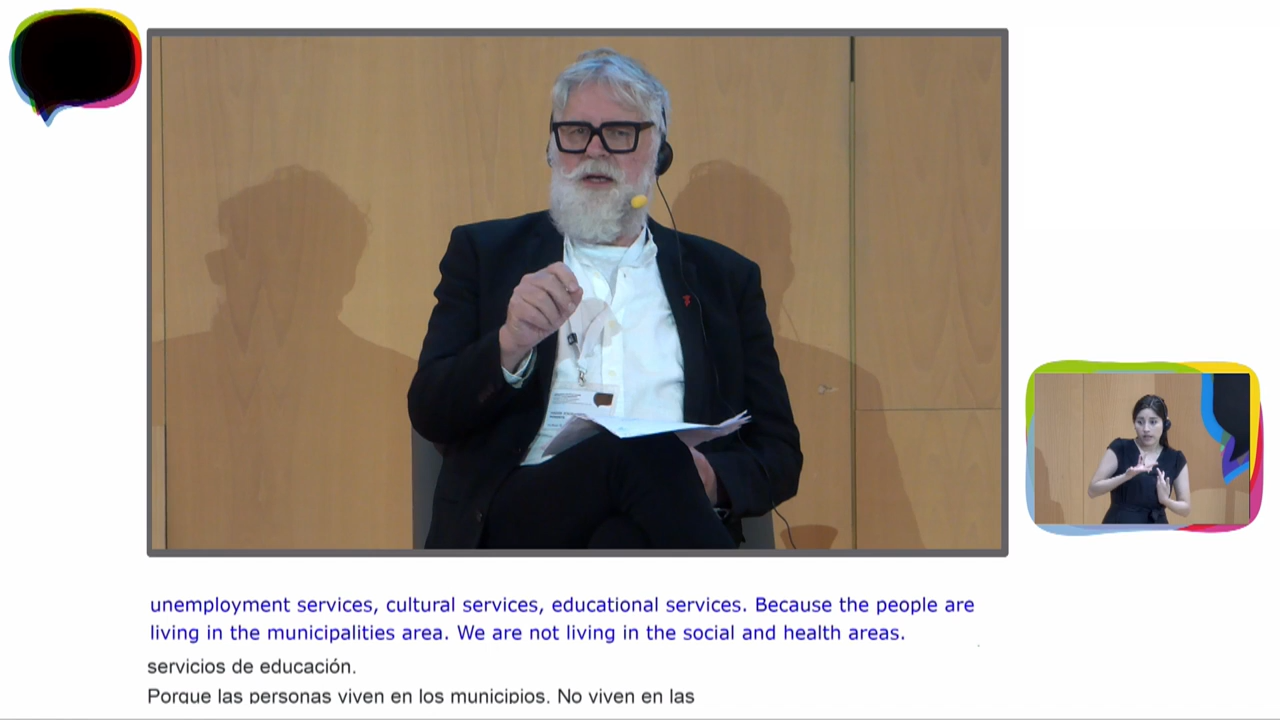 unemployment services, cultural services, educational services. Because the people are
living in the municipalities area. We are not living in the social and health areas.
servicios de educación.
Porque las personas viven en los municipios. No viven en las